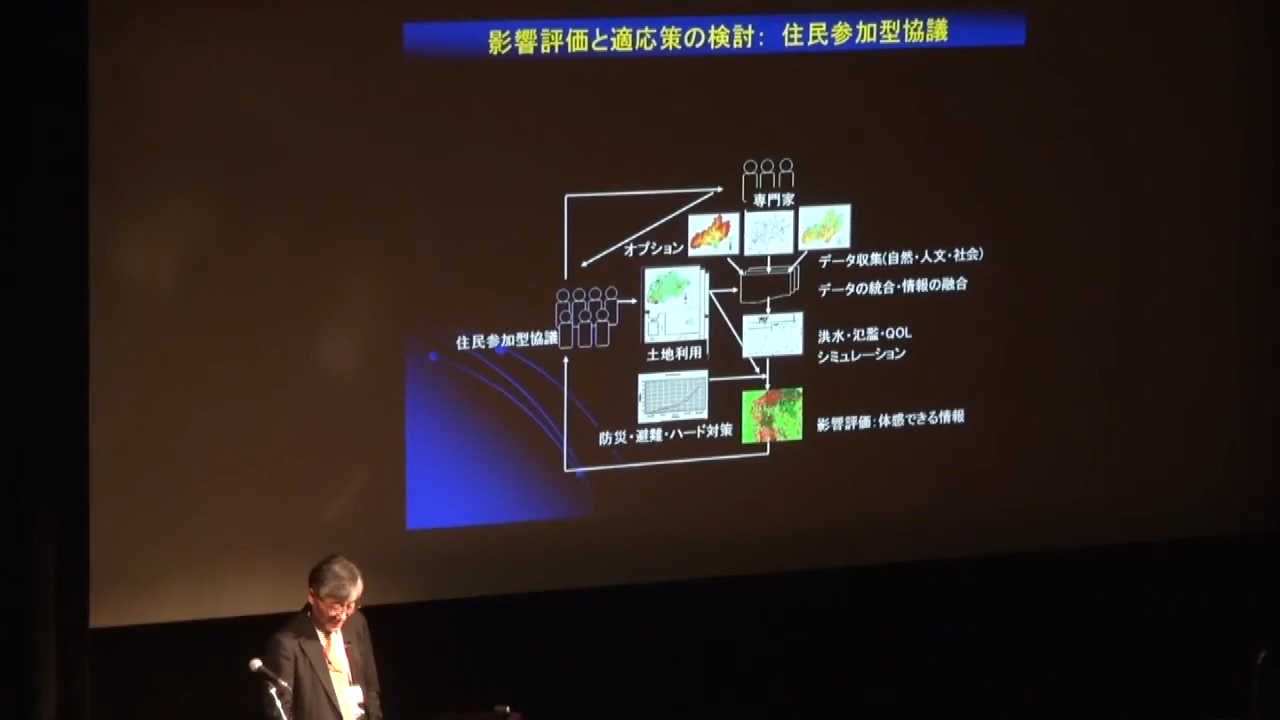 影響評価と適応策の検討： 住民参加型協議
専門家
オプション
データ収集(自然・人文・社会)
データの統合・情報の融合
住民参加型協議
土地利用
洪水・氾濫・QOL
シミュレーション
防災・避難・ハード対策
影響評価：体感できる情報